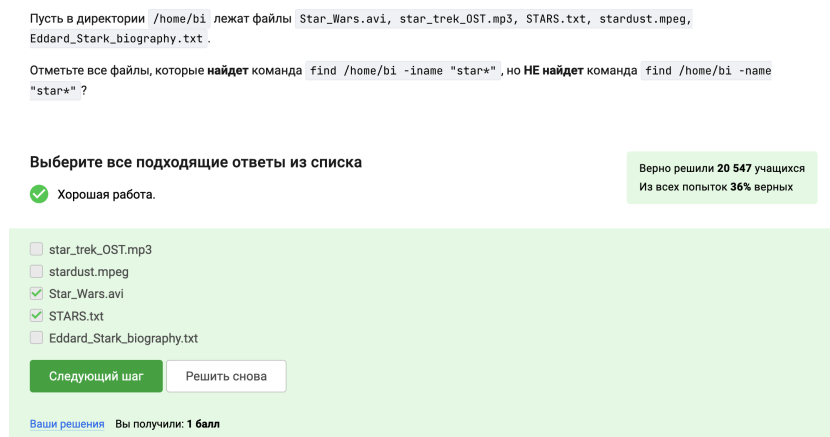 Пусть в директории /home/bi лежат файлы Star_Wars.avi, star_trek_OST.mp3, STARS.txt, stardust.mpeg,
Eddard_Stark_biography.txt.
Отметьте все файлы, которые найдет команда find /home/bi -iname "star*", но НЕ найдет команда find /home/bi -name
"star*"?
Выберите все подходящие ответы из списка
Верно решили 20 547 учащихся
Из всех попыток 36% верных
Хорошая работа.
star_trek_OST.mp3
stardust.mpeg
Star_Wars.avi
STARS.txt
Eddard_Stark_biography.txt
Следующий шаг Решить снова
Ваши решения Вы получили: 1 балл